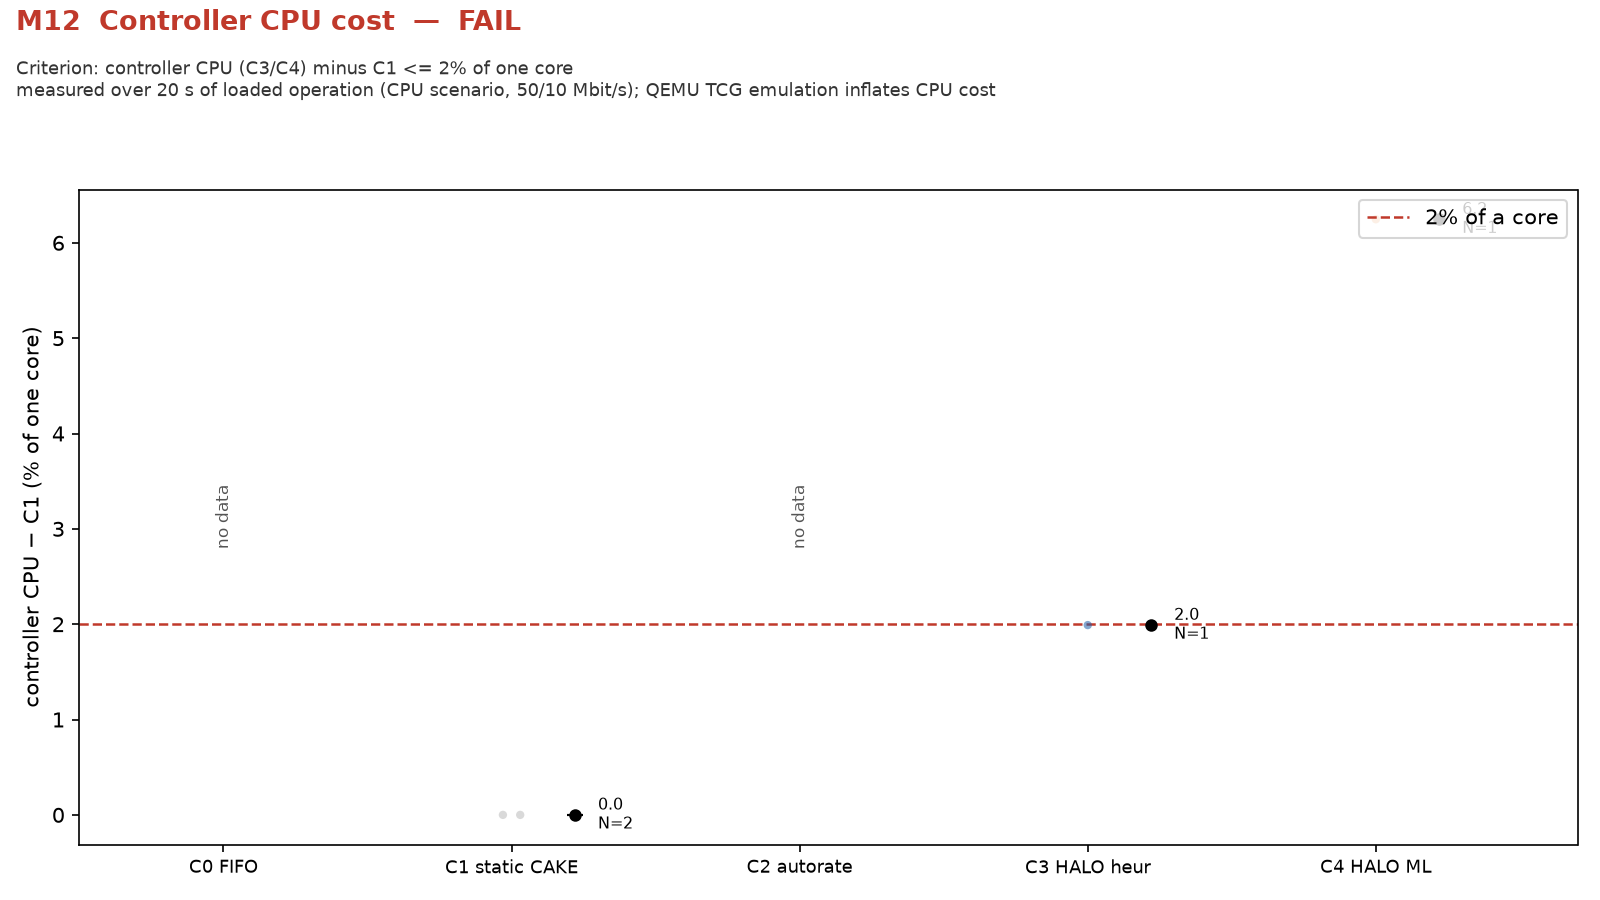 M12 Controller CPU cost — FAIL
Criterion: controller CPU (C3/C4) minus C1 <= 2% of one core
measured over 20 s of loaded operation (CPU scenario, 50/10 Mbit/s); QEMU TCG emulation inflates CPU cost
controller CPU − C1 (% of one core)
6
5
4
3
2
1
0
2% of a core
6.2
N=1
no data
no data
2.0
N=1
0.0
N=2
C0 FIFO
C1 static CAKE
C2 autorate
C3 HALO heur
C4 HALO ML